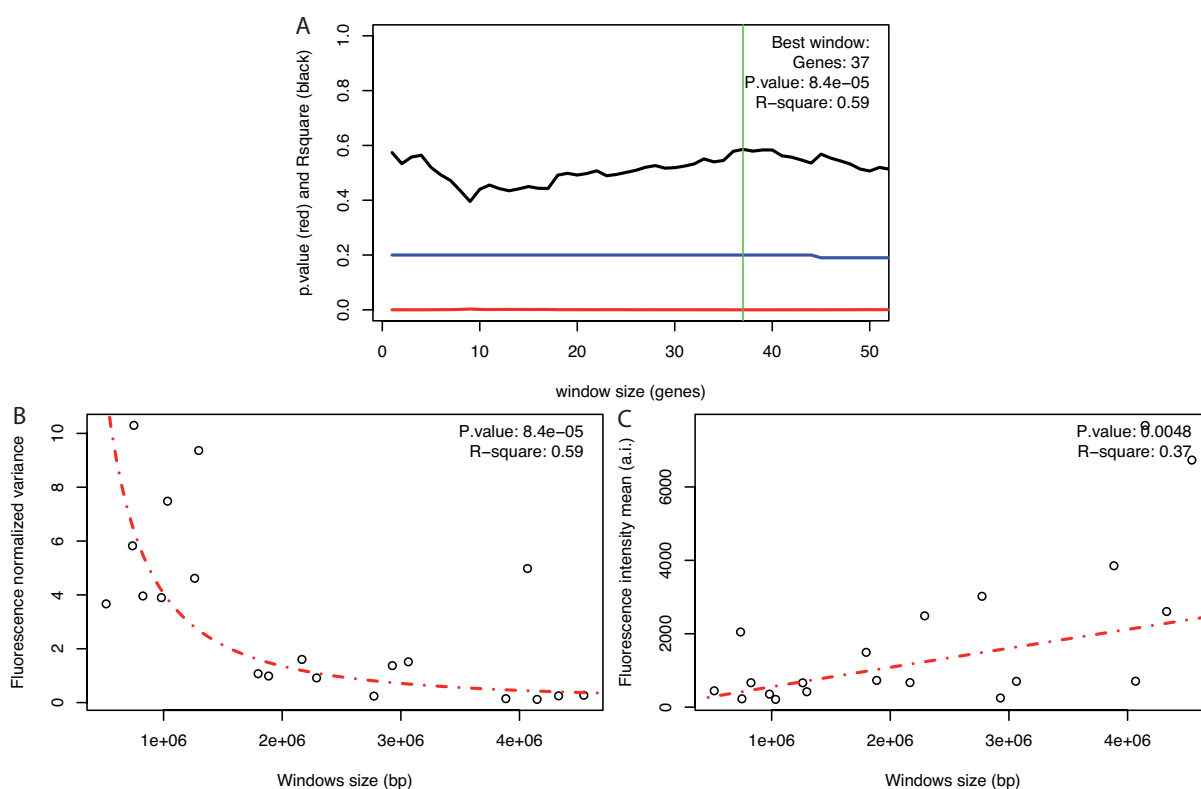 A
p.value (red) and Rsquare (black)
1.0
0.8
0.6
0.4
0.2
0.0
Best window:
Genes: 37
P.value: 8.4e−05
R−square: 0.59
0 10 20 30 40 50
window size (genes)
B
Fluorescence normalized variance
10
8
6
4
2
0
P.value: 8.4e−05
R−square: 0.59
1e+06 2e+06 3e+06 4e+06
Windows size (bp)
C
Fluorescence intensity mean (a.i.)
6000
4000
2000
0
P.value: 0.0048
R−square: 0.37
1e+06 2e+06 3e+06 4e+06
Windows size (bp)